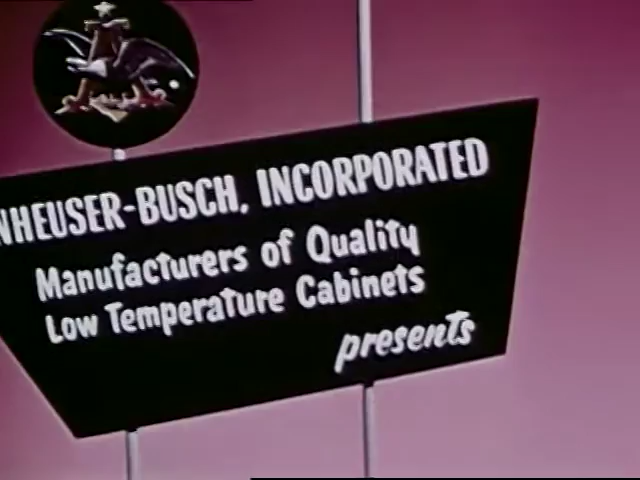 NHEUSER-BUSCH, INCORPORATED
Manufacturers of Quality
Low Temperature Cabinets
presents